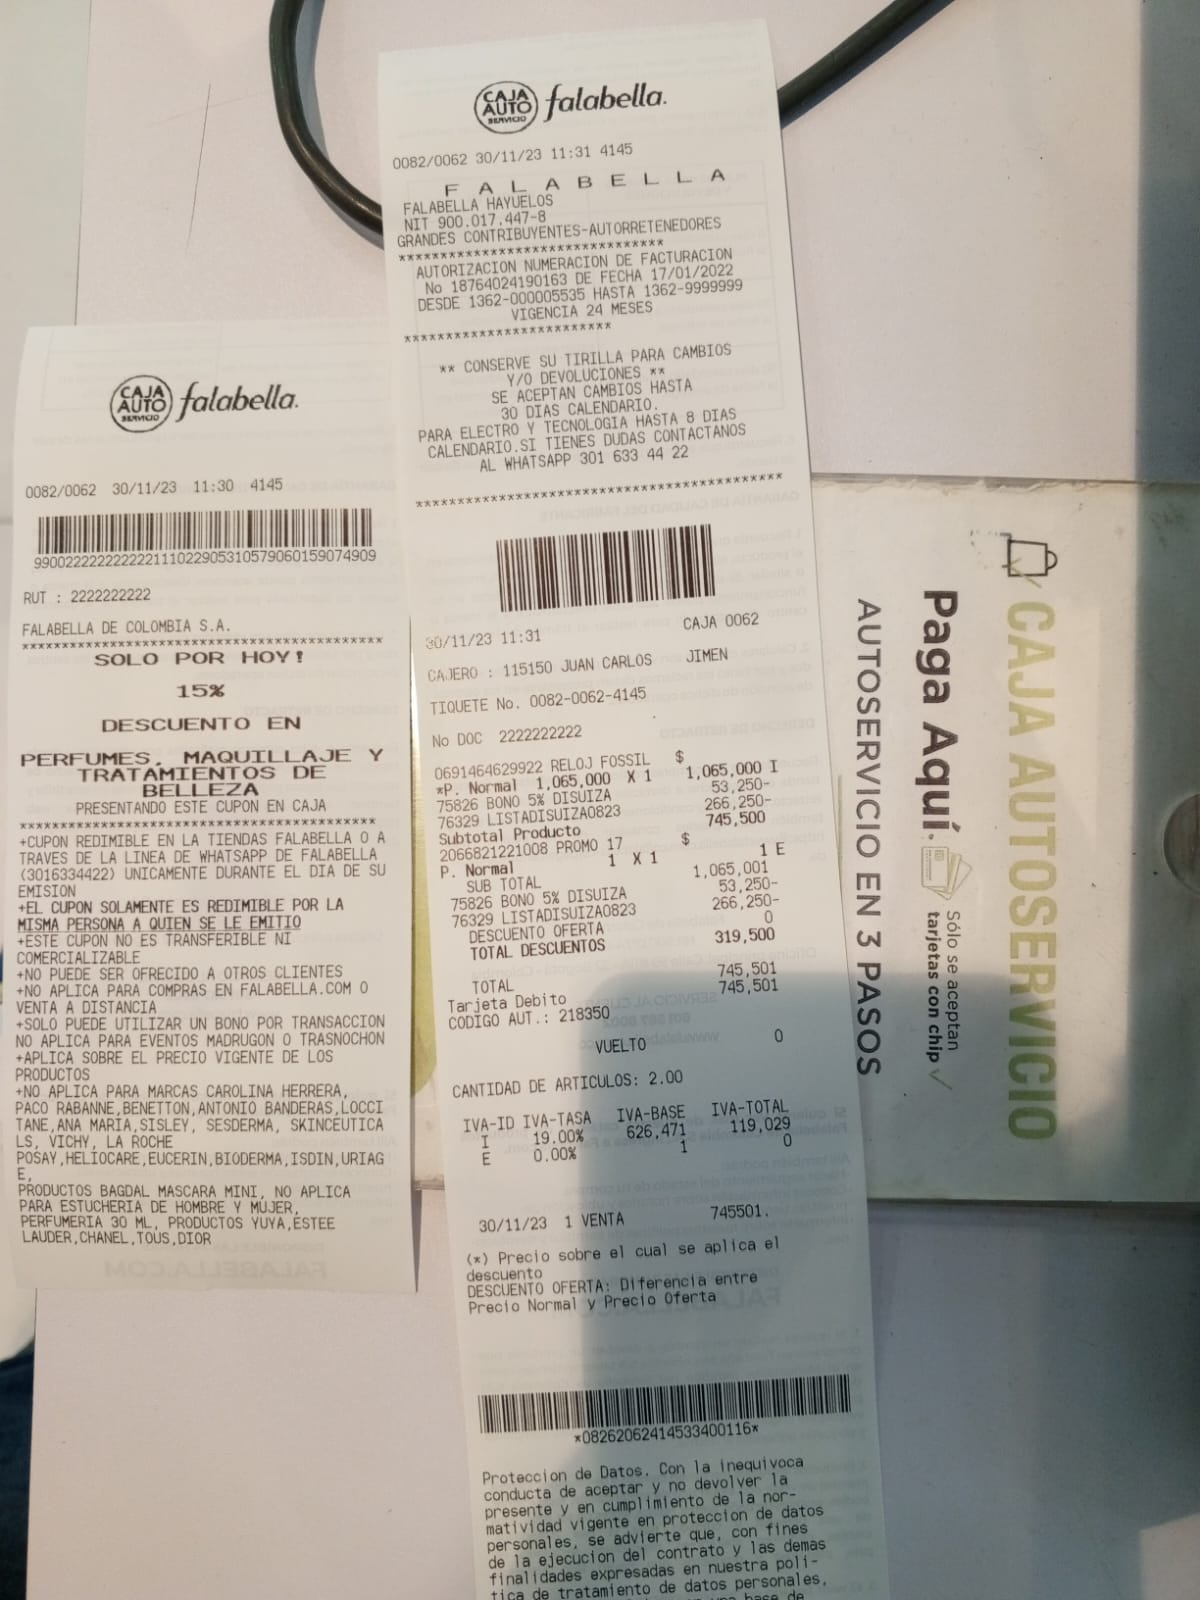 CAJA AUTO SERVICIO falabella.
0082/0062 30/11/23 11:30 4145
99002222222222211102290531057906015907​4909
RUT : 2222222222
FALABELLA DE COLOMBIA S.A.
****************************************
SOLO POR HOY!
15%
DESCUENTO EN
PERFUMES, MAQUILLAJE Y
TRATAMIENTOS DE
BELLEZA
PRESENTANDO ESTE CUPON EN CAJA
****************************************
+CUPON REDIMIBLE EN LA TIENDAS FALABELLA O A
TRAVES DE LA LINEA DE WHATSAPP DE FALABELLA
(3016334422) UNICAMENTE DURANTE EL DIA DE SU
EMISION
+EL CUPON SOLAMENTE ES REDIMIBLE POR LA
MISMA PERSONA A QUIEN SE LE EMITIO
+ESTE CUPON NO ES TRANSFERIBLE NI
COMERCIALIZABLE
+NO PUEDE SER OFRECIDO A OTROS CLIENTES
+NO APLICA PARA COMPRAS EN FALABELLA.COM O
VENTA A DISTANCIA
+SOLO PUEDE UTILIZAR UN BONO POR TRANSACCION
NO APLICA PARA EVENTOS MADRUGON O TRASNOCHON
+APLICA SOBRE EL PRECIO VIGENTE DE LOS
PRODUCTOS
+NO APLICA PARA MARCAS CAROLINA HERRERA,
PACO RABANNE,BENETTON,ANTONIO BANDERAS,LOCCI
TANE,ANA MARIA,SISLEY, SESDERMA, SKINCEUTICA
LS, VICHY, LA ROCHE
POSAY,HELIOCARE,EUCERIN,BIODERMA,ISDIN,URIAG
E,
PRODUCTOS BAGDAL MASCARA MINI, NO APLICA
PARA ESTUCHERIA DE HOMBRE Y MUJER,
PERFUMERIA 30 ML, PRODUCTOS YUYA,ESTEE
LAUDER,CHANEL,TOUS,DIOR
CAJA AUTO SERVICIO falabella.
0082/0062 30/11/23 11:31 4145
F A L A B E L L A
FALABELLA HAYUELOS
NIT 900.017.447-8
GRANDES CONTRIBUYENTES-AUTORRETENEDORES
********************************
AUTORIZACION NUMERACION DE FACTURACION
No 18764024190163 DE FECHA 17/01/2022
DESDE 1362-000005535 HASTA 1362-9999999
VIGENCIA 24 MESES
*************************
** CONSERVE SU TIRILLA PARA CAMBIOS
Y/O DEVOLUCIONES **
SE ACEPTAN CAMBIOS HASTA
30 DIAS CALENDARIO.
PARA ELECTRO Y TECNOLOGIA HASTA 8 DIAS
CALENDARIO.SI TIENES DUDAS CONTACTANOS
AL WHATSAPP 301 633 44 22
****************************************
30/11/23 11:31 CAJA 0062
CAJERO : 115150 JUAN CARLOS JIMEN
TIQUETE No. 0082-0062-4145
No DOC 2222222222
0691464629922 RELOJ FOSSIL $
*P. Normal 1,065,000 X 1 1,065,000 I
75826 BONO 5% DISUIZA 53,250-
76329 LISTADISUIZA0823 266,250-
Subtotal Producto 745,500
2066821221008 PROMO 17 $
P. Normal 1 X 1 1 E
SUB TOTAL 1,065,001
75826 BONO 5% DISUIZA 53,250-
76329 LISTADISUIZA0823 266,250-
DESCUENTO OFERTA 0
TOTAL DESCUENTOS 319,500
TOTAL 745,501
Tarjeta Debito 745,501
CODIGO AUT.: 218350
VUELTO 0
CANTIDAD DE ARTICULOS: 2.00
IVA-ID IVA-TASA IVA-BASE IVA-TOTAL
I 19.00% 626,471 119,029
E 0.00% 1 0
30/11/23 1 VENTA 745501.
(*) Precio sobre el cual se aplica el
descuento
DESCUENTO OFERTA: Diferencia entre
Precio Normal y Precio Oferta
*08262062414533400116*
Proteccion de Datos. Con la inequivoca
conducta de aceptar y no devolver la
presente y en cumplimiento de la nor-
matividad vigente en proteccion de datos
personales, se advierte que, con fines
de la ejecucion del contrato y las demas
finalidades expresadas en nuestra poli-
tica de tratamiento de datos personales,
base de
CAJA AUTOSERVICIO
Paga Aquí.
Sólo se aceptan
tarjetas con chip
AUTOSERVICIO EN 3 PASOS